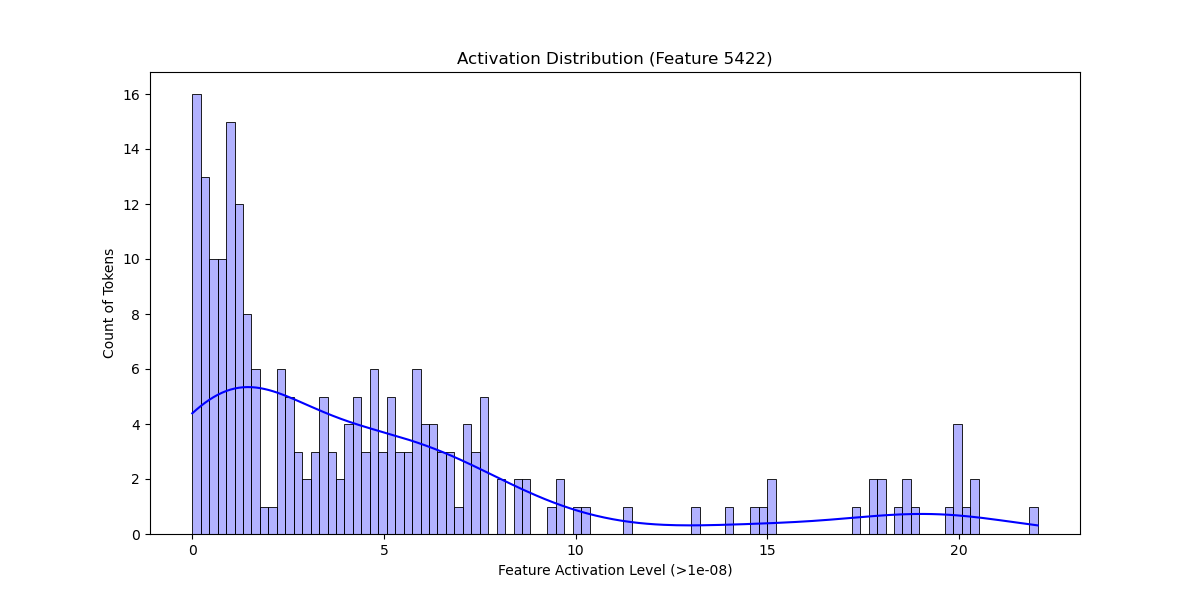 Activation Distribution (Feature 5422)
16
14
12
10
8
6
4
2
0
Count of Tokens
0 5 10 15 20
Feature Activation Level (>1e-08)